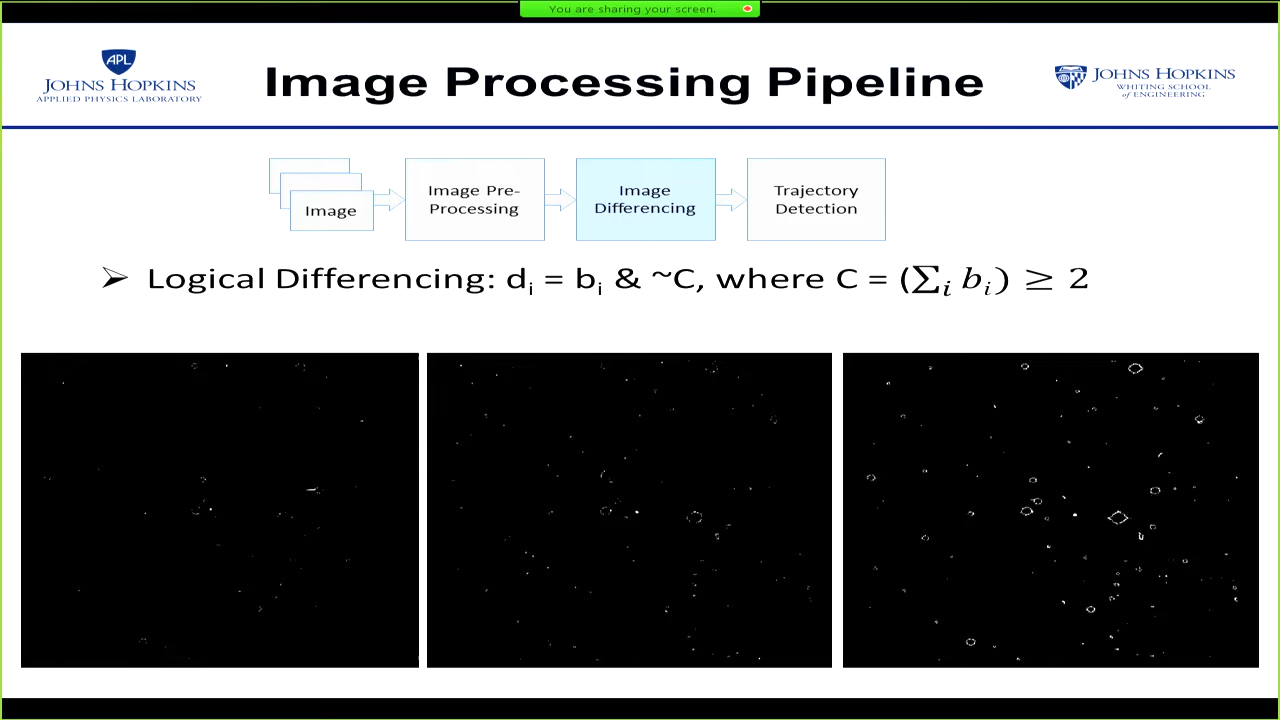 You are sharing your screen.
APL
JOHNS HOPKINS
APPLIED PHYSICS LABORATORY
Image Processing Pipeline
JOHNS HOPKINS
WHITING SCHOOL
of ENGINEERING
Image
Image Pre-
Processing
Image
Differencing
Trajectory
Detection
➢ Logical Differencing: dᵢ = bᵢ & ~C, where C = (∑ᵢ bᵢ) ≥ 2